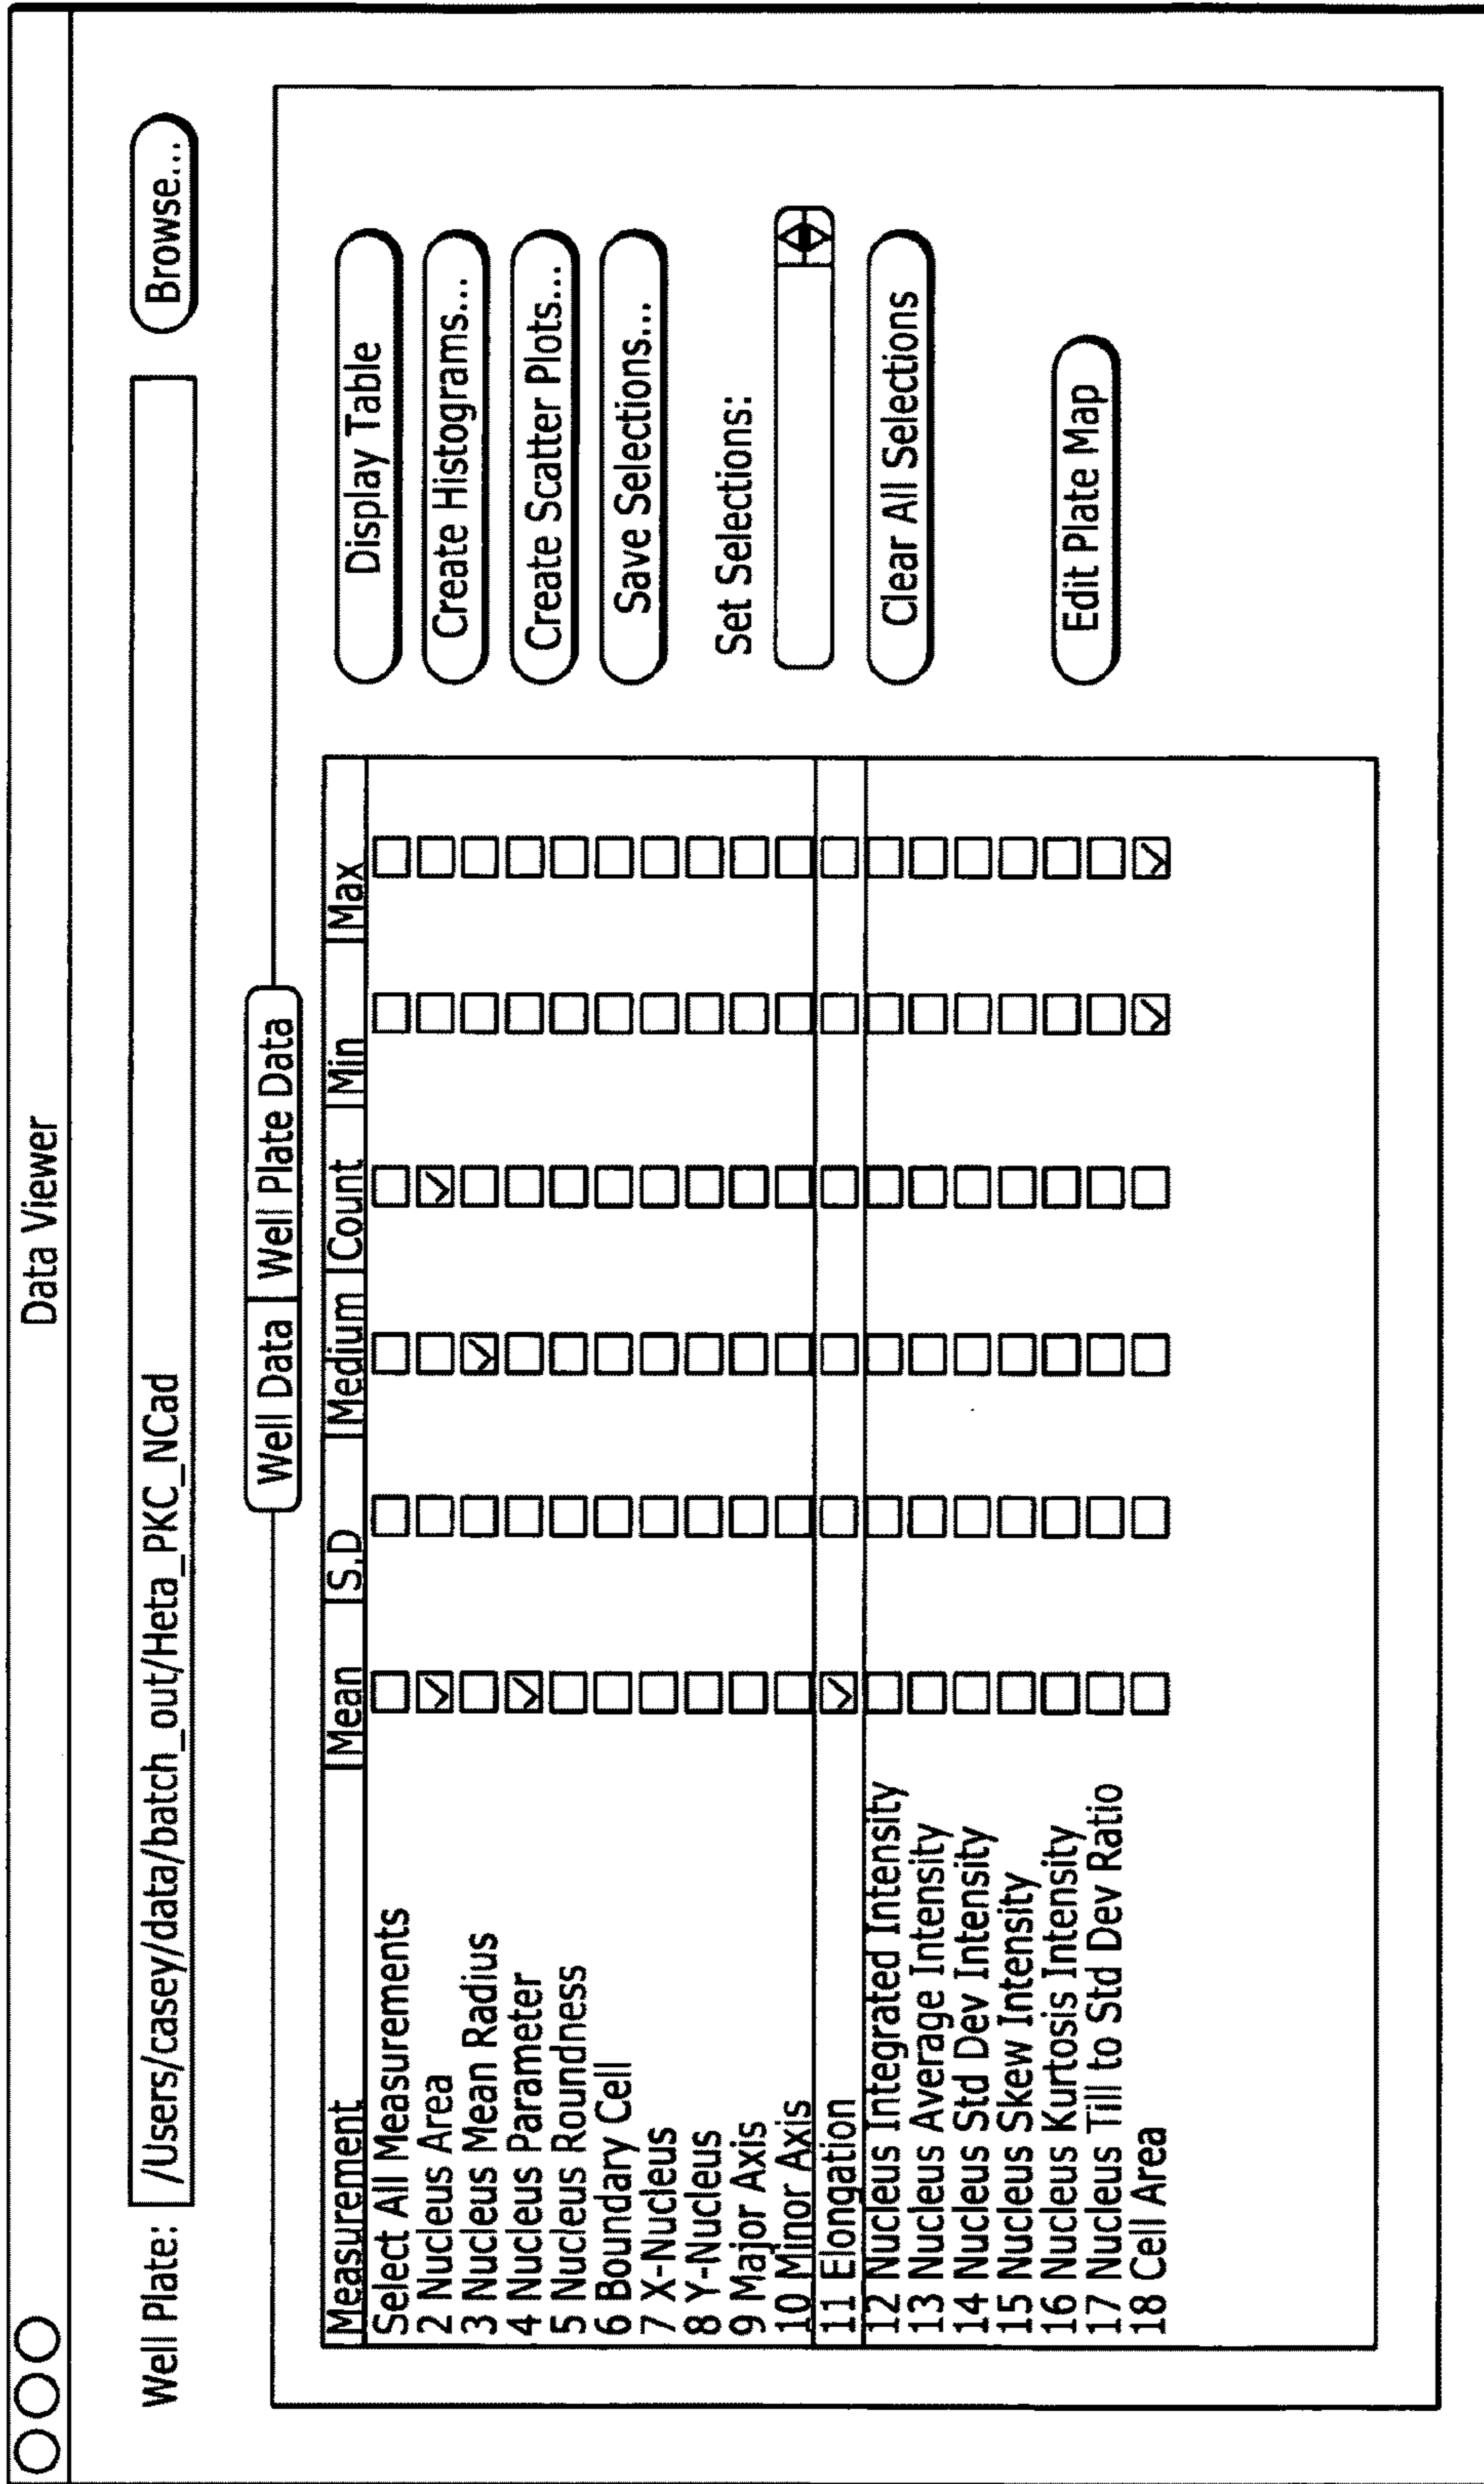 Data Viewer
Well Plate: /Users/casey/data/batch_out/Heta_PKC_NCad Browse...
Well Data Well Plate Data
Measurement Mean S.D Medium Count Min Max
Select All Measurements
2 Nucleus Area
3 Nucleus Mean Radius
4 Nucleus Parameter
5 Nucleus Roundness
6 Boundary Cell
7 X-Nucleus
8 Y-Nucleus
9 Major Axis
10 Minor Axis
11 Elongation
12 Nucleus Integrated Intensity
13 Nucleus Average Intensity
14 Nucleus Std Dev Intensity
15 Nucleus Skew Intensity
16 Nucleus Kurtosis Intensity
17 Nucleus Till to Std Dev Ratio
18 Cell Area
Display Table
Create Histograms...
Create Scatter Plots...
Save Selections...
Set Selections:
Clear All Selections
Edit Plate Map